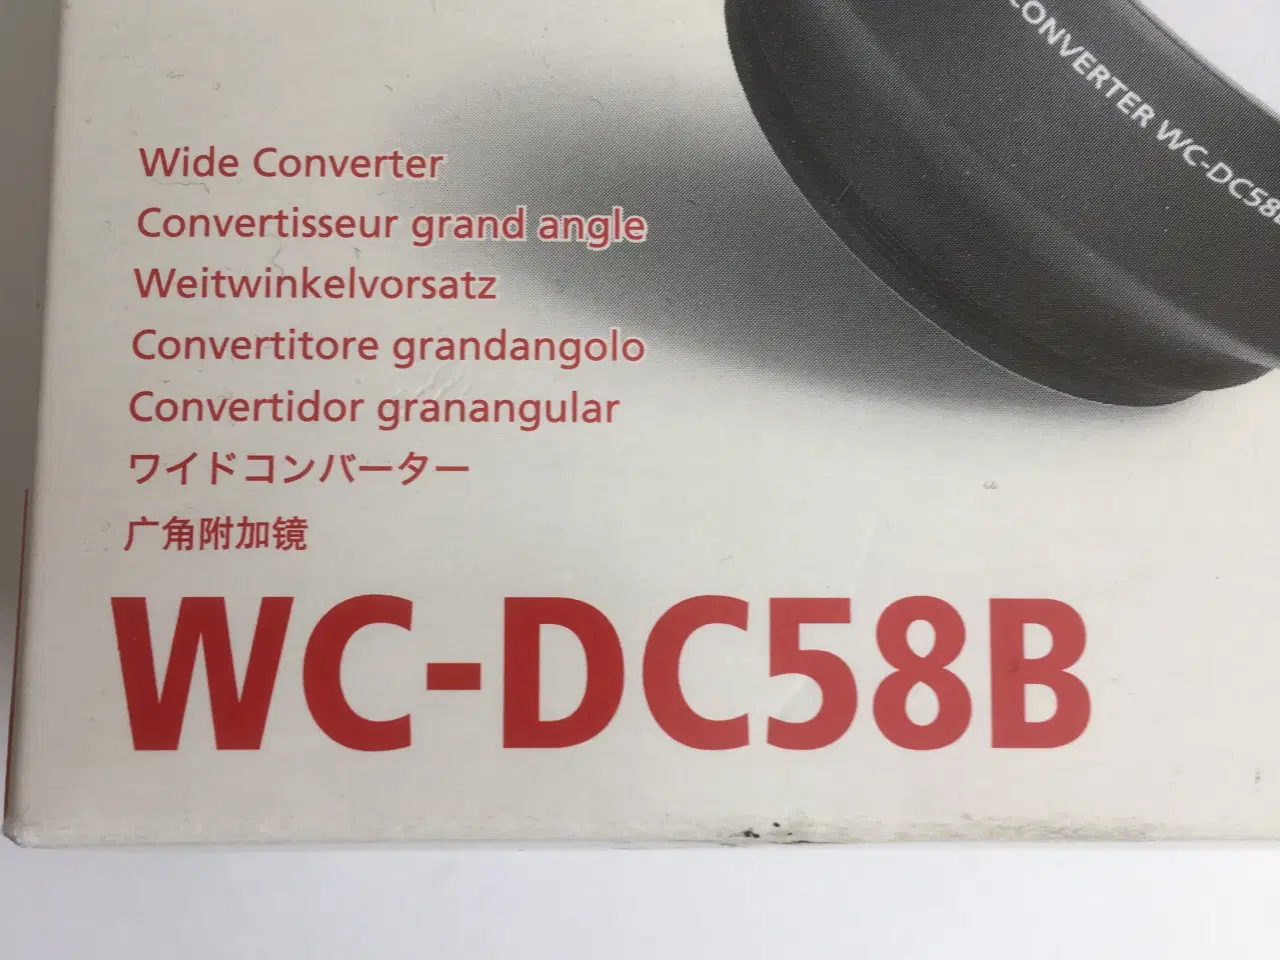 CONVERTER WC-DC58
Wide Converter
Convertisseur grand angle
Weitwinkelvorsatz
Convertitore grandangolo
Convertidor granangular
ワイドコンバーター
广角附加镜
WC-DC58B